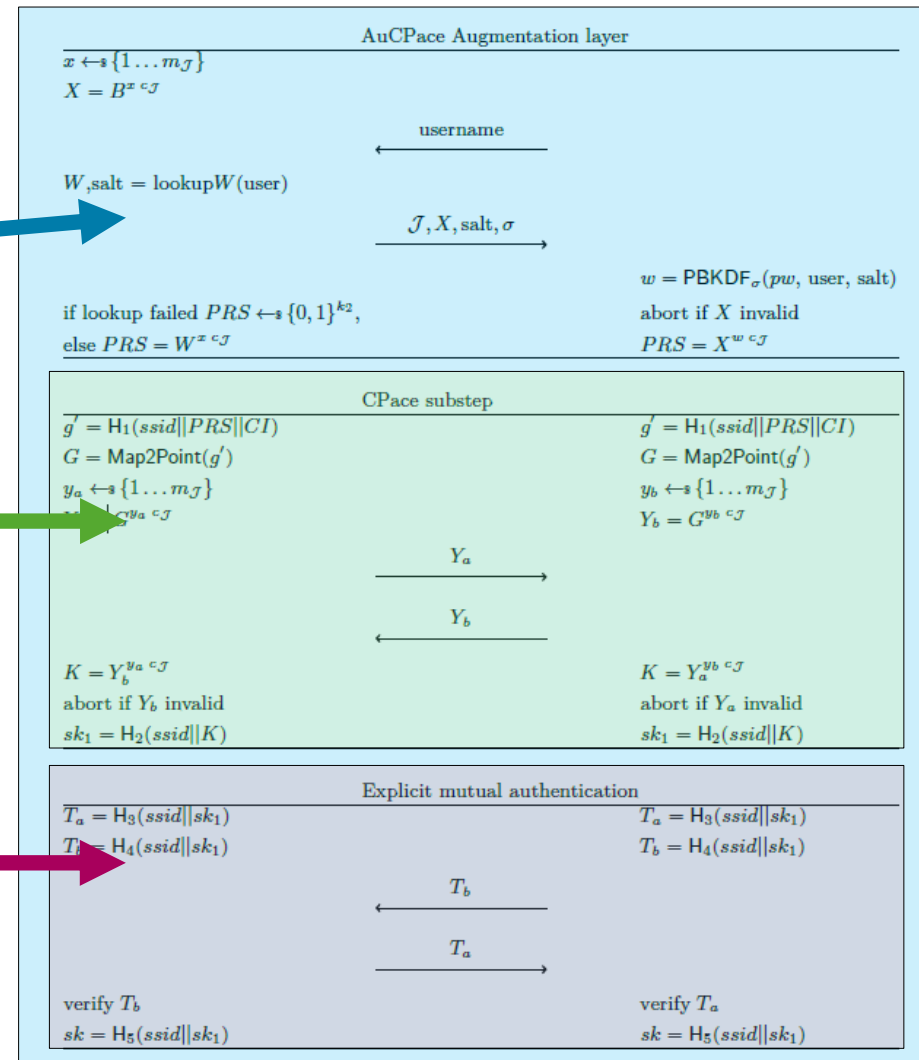 AuCPace Augmentation layer
x ←$ {1 … m_𝒥}
X = B^{x c_𝒥}
username
W,salt = lookupW(user)
𝒥, X, salt, σ
w = PBKDF_σ(pw, user, salt)
if lookup failed PRS ←$ {0, 1}^{k_2}, abort if X invalid
else PRS = W^{x c_𝒥} PRS = X^{w c_𝒥}
CPace substep
g′ = H_1(ssid||PRS||CI) g′ = H_1(ssid||PRS||CI)
G = Map2Point(g′) G = Map2Point(g′)
y_a ←$ {1 … m_𝒥} y_b ←$ {1 … m_𝒥}
G^{y_a c_𝒥} Y_b = G^{y_b c_𝒥}
Y_a
Y_b
K = Y_b^{y_a c_𝒥} K = Y_a^{y_b c_𝒥}
abort if Y_b invalid abort if Y_a invalid
sk_1 = H_2(ssid||K) sk_1 = H_2(ssid||K)
Explicit mutual authentication
T_a = H_3(ssid||sk_1) T_a = H_3(ssid||sk_1)
T_b = H_4(ssid||sk_1) T_b = H_4(ssid||sk_1)
T_b
T_a
verify T_b verify T_a
sk = H_5(ssid||sk_1) sk = H_5(ssid||sk_1)